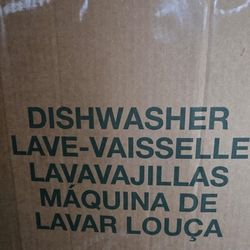 DISHWASHER
LAVE-VAISSELLE
LAVAVAJILLAS
MÁQUINA DE
LAVAR LOUÇA